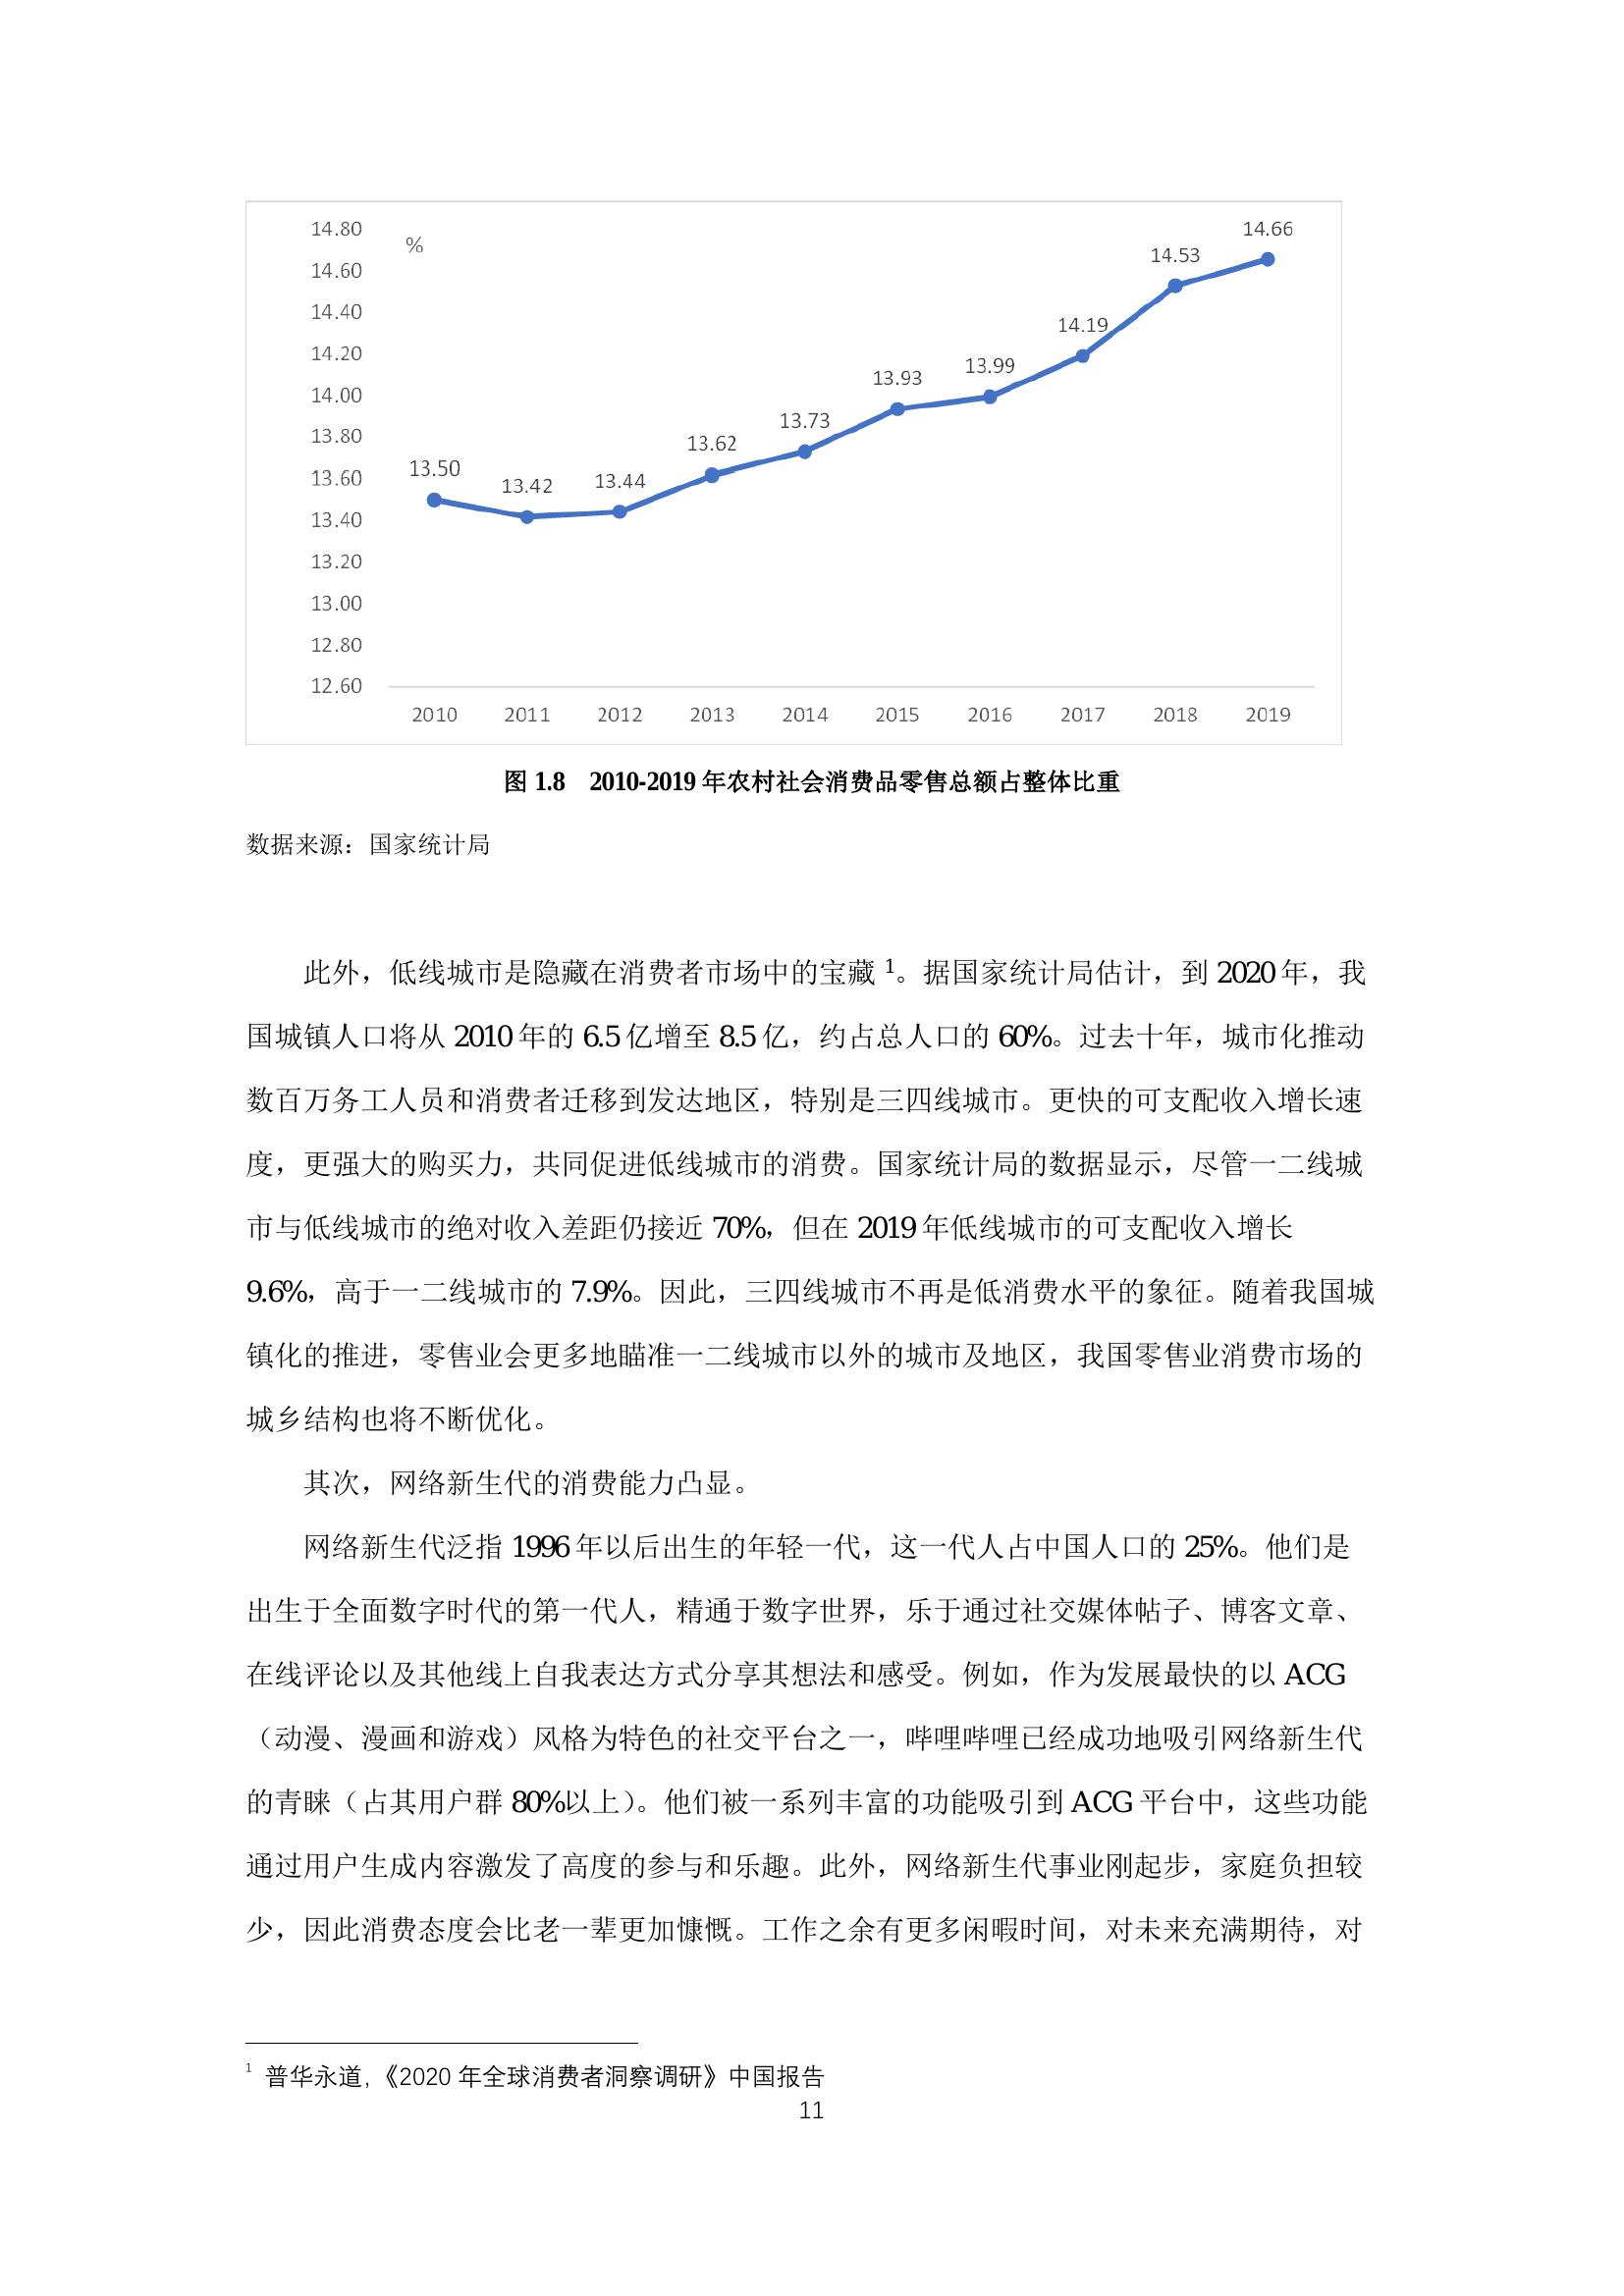 14.80
%
14.60
14.40
14.20
14.00
13.80
13.60
13.40
13.20
13.00
12.80
12.60
13.50
13.42
13.44
13.62
13.73
13.93
13.99
14.19
14.53
14.66
2010 2011 2012 2013 2014 2015 2016 2017 2018 2019
图 1.8 2010-2019 年农村社会消费品零售总额占整体比重
数据来源：国家统计局
此外，低线城市是隐藏在消费者市场中的宝藏 1。据国家统计局估计，到 2020 年，我
国城镇人口将从 2010 年的 6.5 亿增至 8.5 亿，约占总人口的 60%。过去十年，城市化推动
数百万务工人员和消费者迁移到发达地区，特别是三四线城市。更快的可支配收入增长速
度，更强大的购买力，共同促进低线城市的消费。国家统计局的数据显示，尽管一二线城
市与低线城市的绝对收入差距仍接近 70%，但在 2019 年低线城市的可支配收入增长
9.6%，高于一二线城市的 7.9%。因此，三四线城市不再是低消费水平的象征。随着我国城
镇化的推进，零售业会更多地瞄准一二线城市以外的城市及地区，我国零售业消费市场的
城乡结构也将不断优化。
其次，网络新生代的消费能力凸显。
网络新生代泛指 1996 年以后出生的年轻一代，这一代人占中国人口的 25%。他们是
出生于全面数字时代的第一代人，精通于数字世界，乐于通过社交媒体帖子、博客文章、
在线评论以及其他线上自我表达方式分享其想法和感受。例如，作为发展最快的以 ACG
（动漫、漫画和游戏）风格为特色的社交平台之一，哔哩哔哩已经成功地吸引网络新生代
的青睐（占其用户群 80%以上）。他们被一系列丰富的功能吸引到 ACG 平台中，这些功能
通过用户生成内容激发了高度的参与和乐趣。此外，网络新生代事业刚起步，家庭负担较
少，因此消费态度会比老一辈更加慷慨。工作之余有更多闲暇时间，对未来充满期待，对
1 普华永道，《2020 年全球消费者洞察调研》中国报告
11